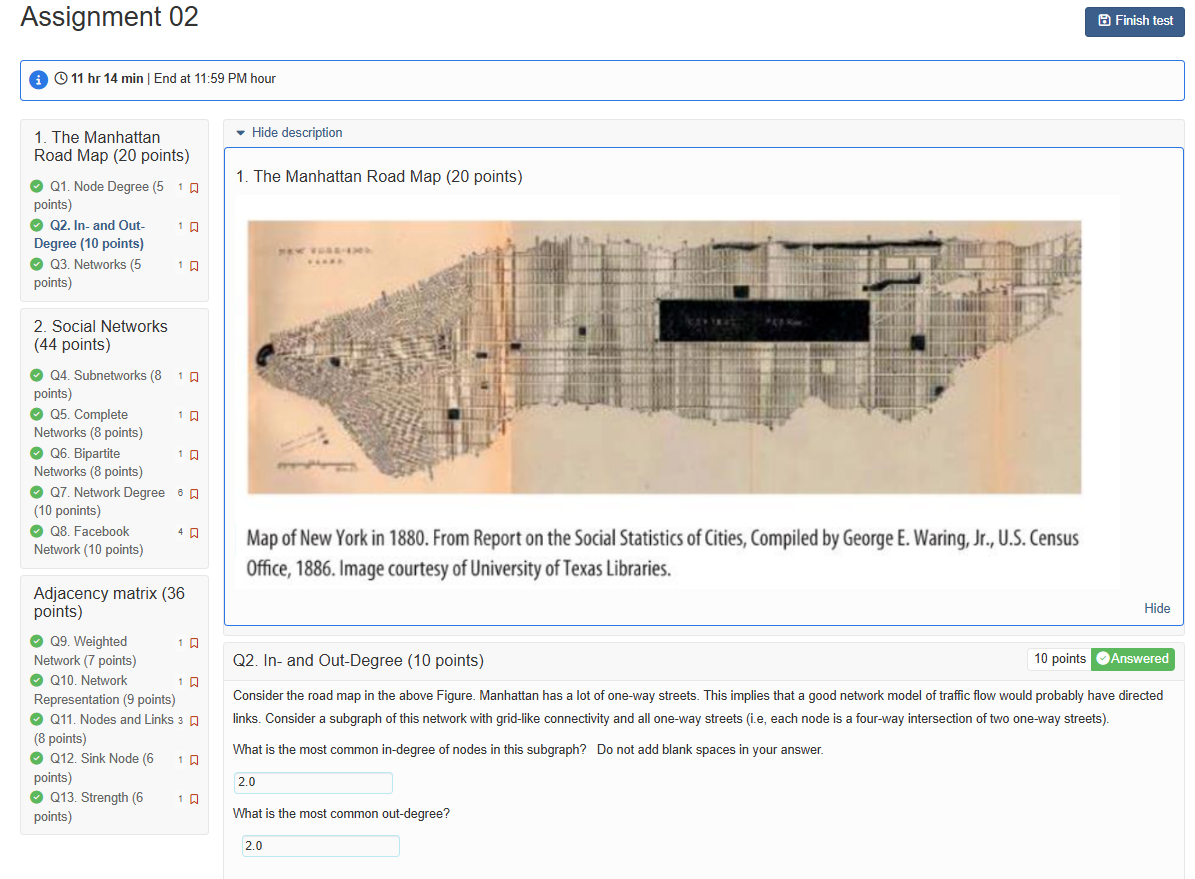 Assignment 02
Finish test
11 hr 14 min | End at 11:59 PM hour
1. The Manhattan
Road Map (20 points)
Q1. Node Degree (5 1
points)
Q2. In- and Out- 1
Degree (10 points)
Q3. Networks (5 1
points)
2. Social Networks
(44 points)
Q4. Subnetworks (8 1
points)
Q5. Complete 1
Networks (8 points)
Q6. Bipartite 1
Networks (8 points)
Q7. Network Degree 6
(10 poninits)
Q8. Facebook 4
Network (10 points)
Adjacency matrix (36
points)
Q9. Weighted 1
Network (7 points)
Q10. Network 1
Representation (9 points)
Q11. Nodes and Links 3
(8 points)
Q12. Sink Node (6 1
points)
Q13. Strength (6 1
points)
Hide description
1. The Manhattan Road Map (20 points)
Map of New York in 1880. From Report on the Social Statistics of Cities, Compiled by George E. Waring, Jr., U.S. Census
Office, 1886. Image courtesy of University of Texas Libraries.
Hide
Q2. In- and Out-Degree (10 points)
10 points Answered
Consider the road map in the above Figure. Manhattan has a lot of one-way streets. This implies that a good network model of traffic flow would probably have directed
links. Consider a subgraph of this network with grid-like connectivity and all one-way streets (i.e, each node is a four-way intersection of two one-way streets).
What is the most common in-degree of nodes in this subgraph? Do not add blank spaces in your answer.
2.0
What is the most common out-degree?
2.0